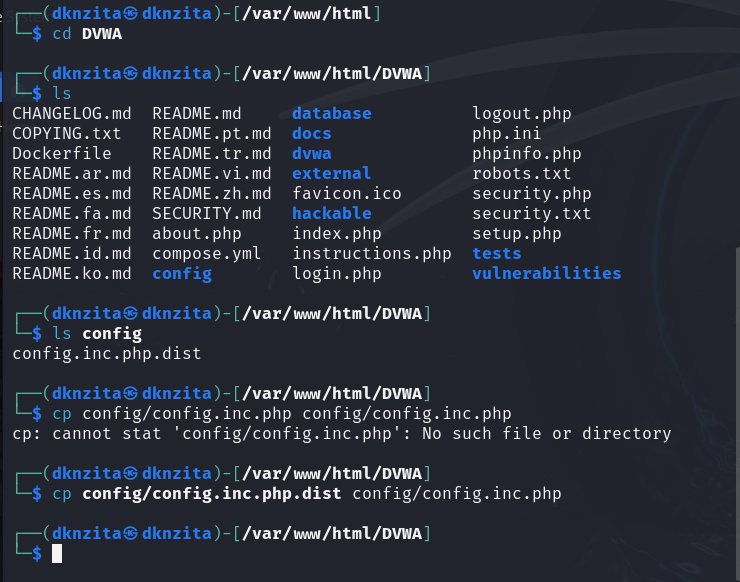 ┌──(dknzita㉿dknzita)-[/var/www/html]
└─$ cd DVWA
┌──(dknzita㉿dknzita)-[/var/www/html/DVWA]
└─$ ls
CHANGELOG.md  README.md     database          logout.php
COPYING.txt   README.pt.md  docs              php.ini
Dockerfile    README.tr.md  dvwa              phpinfo.php
README.ar.md  README.vi.md  external          robots.txt
README.es.md  README.zh.md  favicon.ico       security.php
README.fa.md  SECURITY.md   hackable          security.txt
README.fr.md  about.php     index.php         setup.php
README.id.md  compose.yml   instructions.php  tests
README.ko.md  config        login.php         vulnerabilities
┌──(dknzita㉿dknzita)-[/var/www/html/DVWA]
└─$ ls config
config.inc.php.dist
┌──(dknzita㉿dknzita)-[/var/www/html/DVWA]
└─$ cp config/config.inc.php config/config.inc.php
cp: cannot stat 'config/config.inc.php': No such file or directory
┌──(dknzita㉿dknzita)-[/var/www/html/DVWA]
└─$ cp config/config.inc.php.dist config/config.inc.php
┌──(dknzita㉿dknzita)-[/var/www/html/DVWA]
└─$